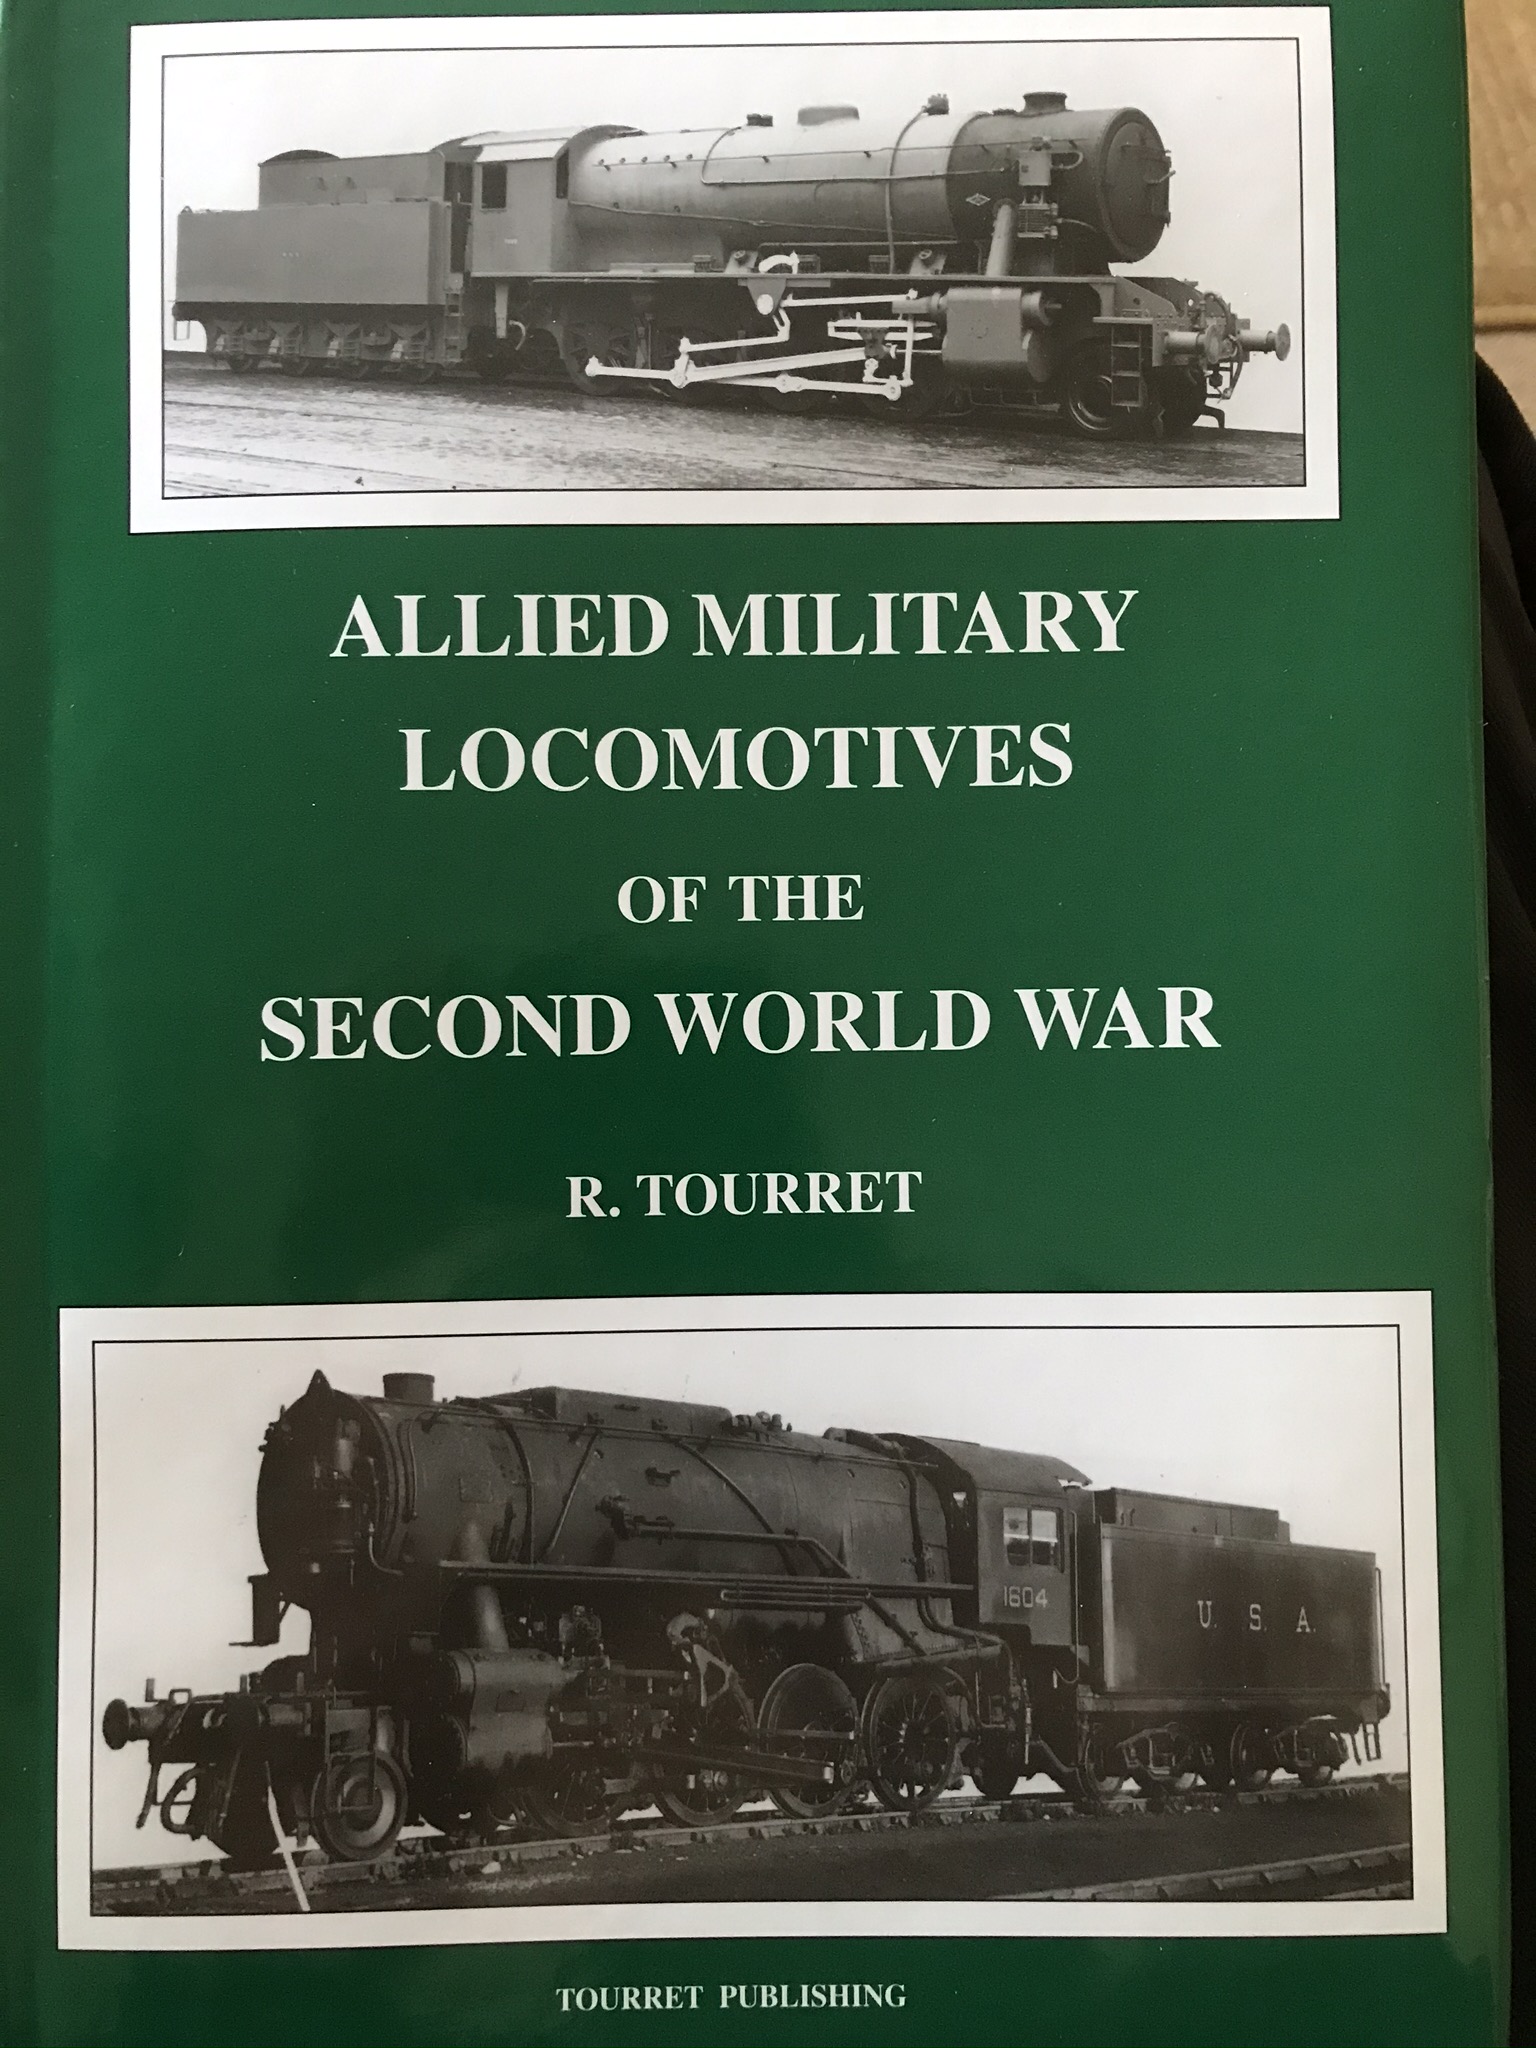 ALLIED MILITARY
LOCOMOTIVES
OF THE
SECOND WORLD WAR
R. TOURRET
1604
U. S. A.
TOURRET PUBLISHING